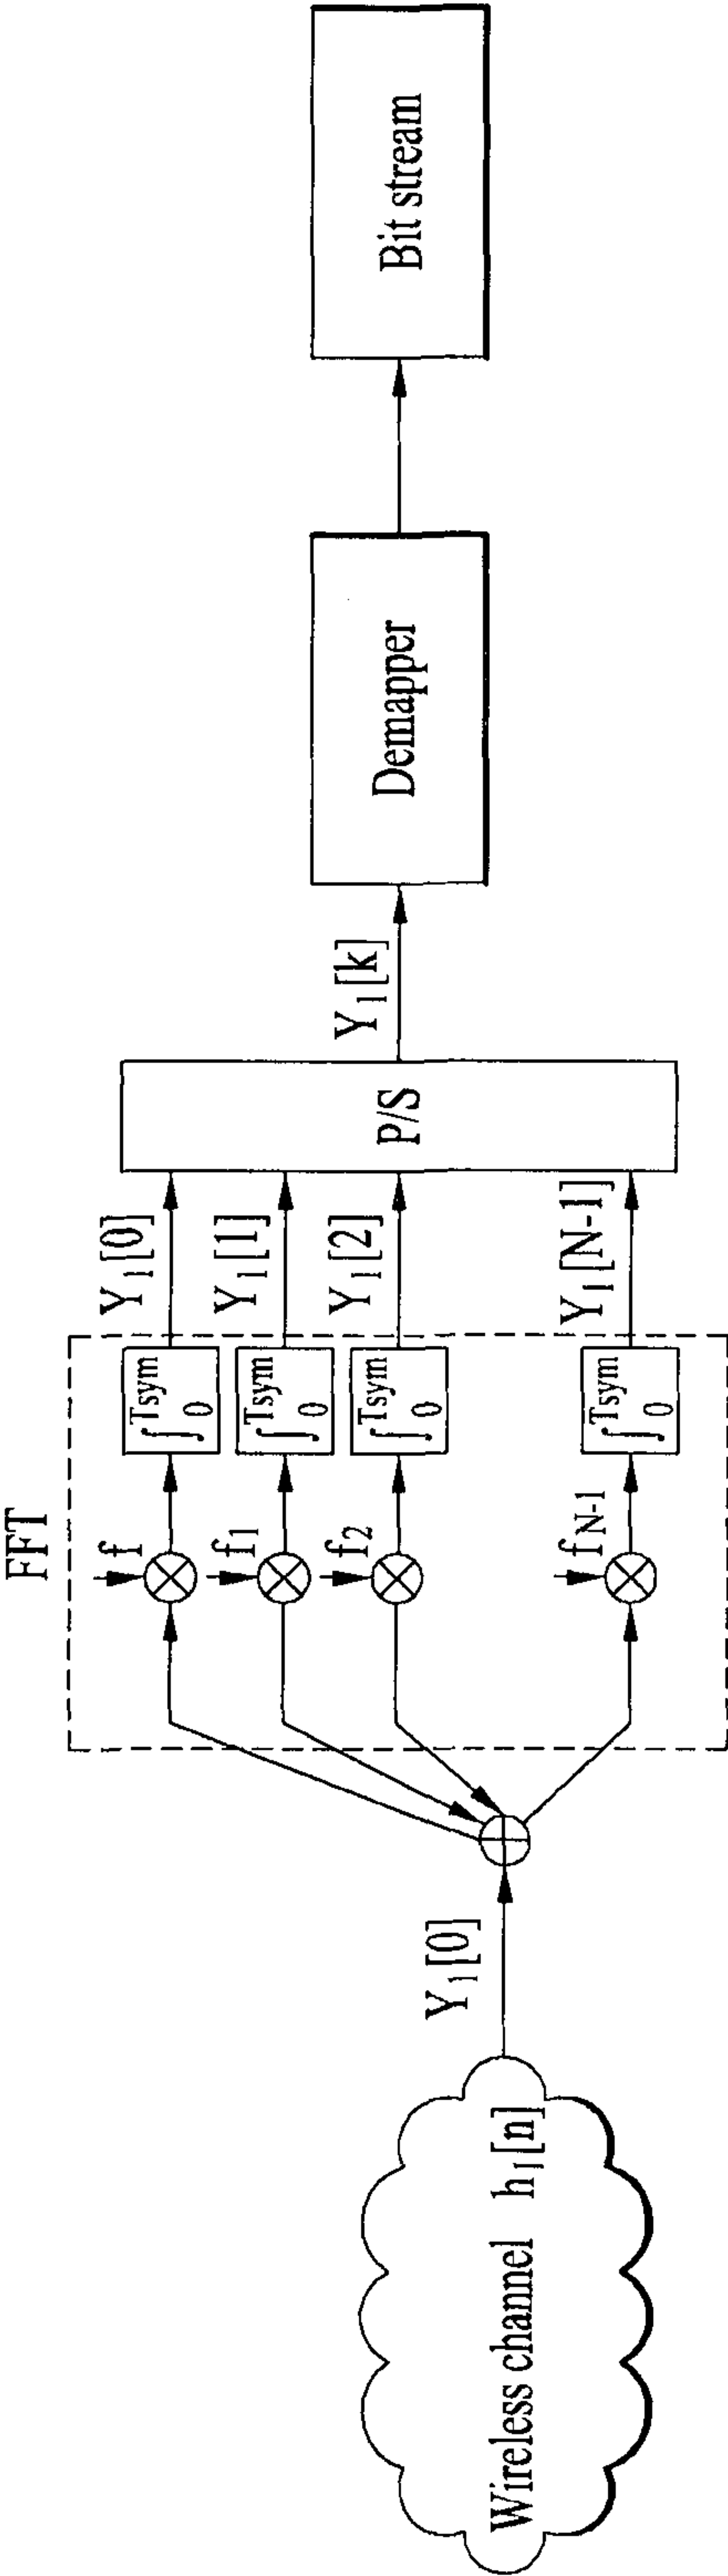 FFT
Wireless channel h₁[n]
Y₁[0]
f
∫₀ᵀˢʸᵐ
Y₁[0]
f₁
∫₀ᵀˢʸᵐ
Y₁[1]
f₂
∫₀ᵀˢʸᵐ
Y₁[2]
f_N-1
∫₀ᵀˢʸᵐ
Y₁[N-1]
P/S
Y₁[k]
Demapper
Bit stream